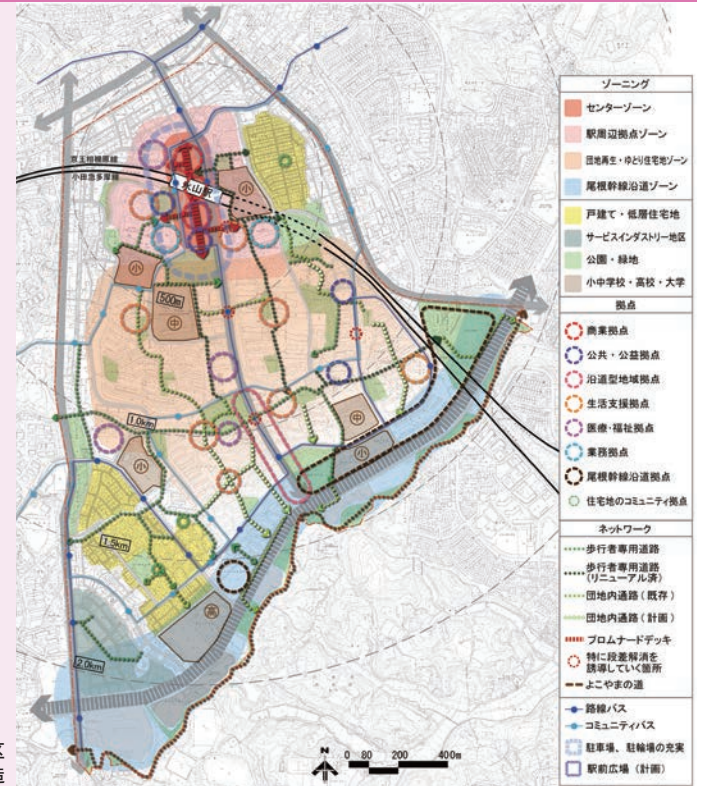 京王相模原線
小田急多摩線
永山駅
小
小
500m
中
1.0km
小
中
小
1.5km
高
2.0km
N
0 80 200 400m
ゾーニング
センターゾーン
駅周辺拠点ゾーン
団地再生・ゆとり住宅地ゾーン
尾根幹線沿道ゾーン
戸建て・低層住宅地
サービスインダストリー地区
公園・緑地
小中学校・高校・大学
拠点
商業拠点
公共・公益拠点
沿道型地域拠点
生活支援拠点
医療・福祉拠点
業務拠点
尾根幹線沿道拠点
住宅地のコミュニティ拠点
ネットワーク
歩行者専用道路
歩行者専用道路
(リニューアル済)
団地内通路(既存)
団地内通路(計画)
プロムナードデッキ
特に段差解消を
誘導していく箇所
よこやまの道
路線バス
コミュニティバス
駐車場、駐輪場の充実
駅前広場(計画)